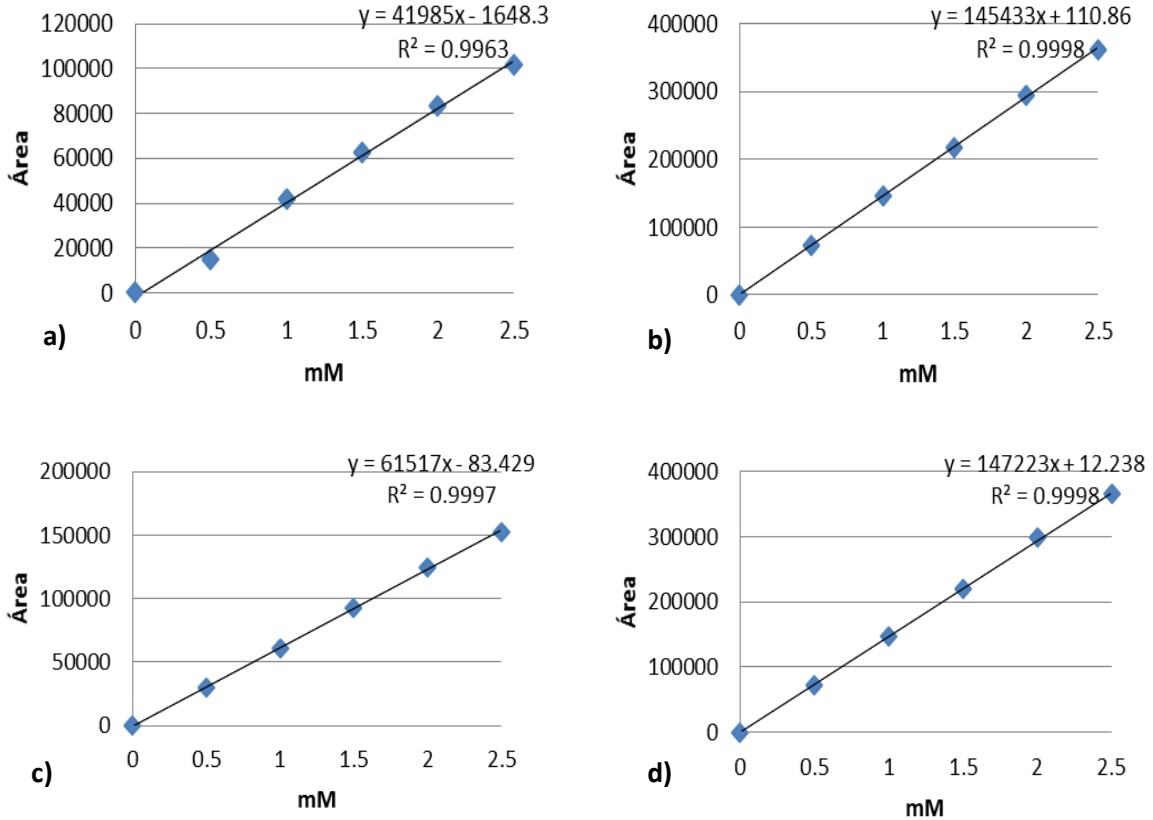 y = 41985x - 1648.3
R² = 0.9963
120000
100000
80000
60000
40000
20000
0
Área
0 0.5 1 1.5 2 2.5
mM
a)
y = 145433x + 110.86
R² = 0.9998
400000
300000
200000
100000
0
Área
0 0.5 1 1.5 2 2.5
mM
b)
y = 61517x - 83.429
R² = 0.9997
200000
150000
100000
50000
0
Área
0 0.5 1 1.5 2 2.5
mM
c)
y = 147223x + 12.238
R² = 0.9998
400000
300000
200000
100000
0
Área
0 0.5 1 1.5 2 2.5
mM
d)